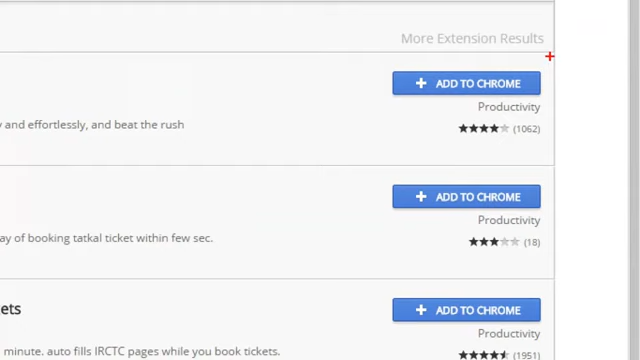 More Extension Results
ADD TO CHROME
Productivity
and effortlessly, and beat the rush
(1062)
ADD TO CHROME
Productivity
ay of booking tatkal ticket within few sec.
(18)
ets
ADD TO CHROME
Productivity
minute. auto fills IRCTC pages while you book tickets.
(1951)